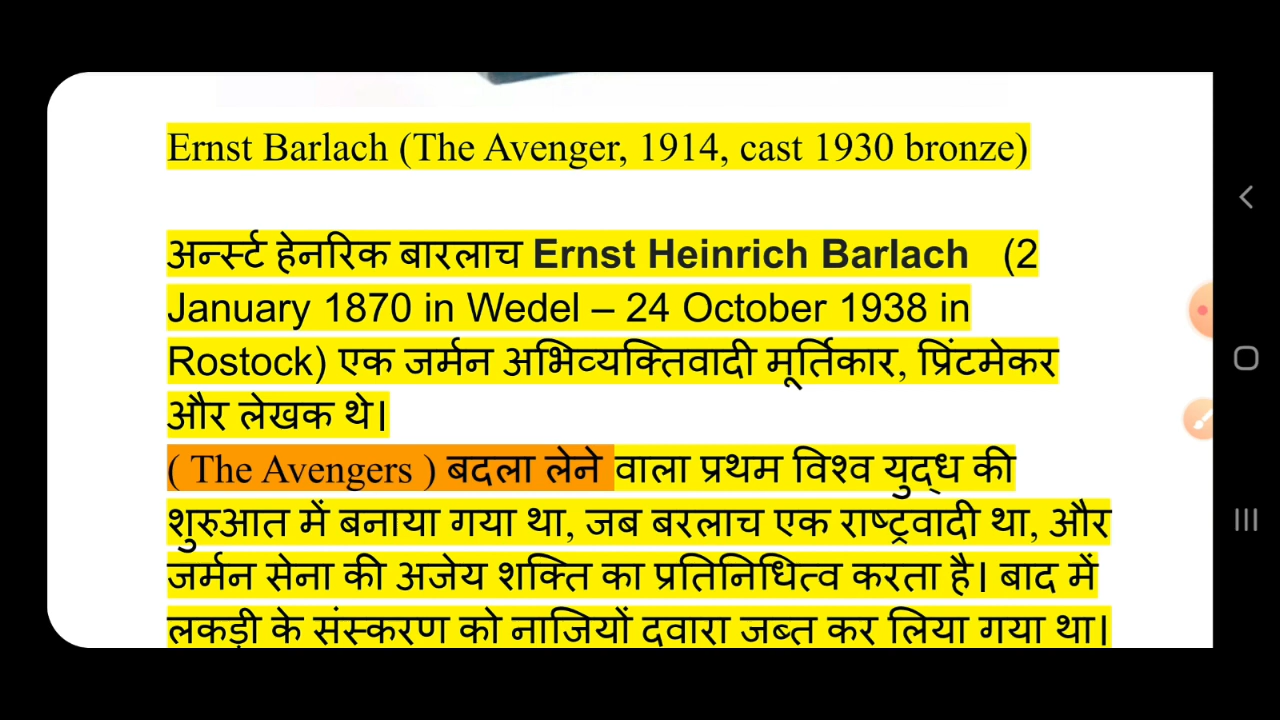 Ernst Barlach (The Avenger, 1914, cast 1930 bronze)
अर्न्स्ट हेनरिक बारलाच Ernst Heinrich Barlach (2
January 1870 in Wedel – 24 October 1938 in
Rostock) एक जर्मन अभिव्यक्तिवादी मूर्तिकार, प्रिंटमेकर
और लेखक थे।
( The Avengers ) बदला लेने वाला प्रथम विश्व युद्ध की
शुरुआत में बनाया गया था, जब बरलाच एक राष्ट्रवादी था, और
जर्मन सेना की अजेय शक्ति का प्रतिनिधित्व करता है। बाद में
लकड़ी के संस्करण को नाजियों दवारा जब्त कर लिया गया था।